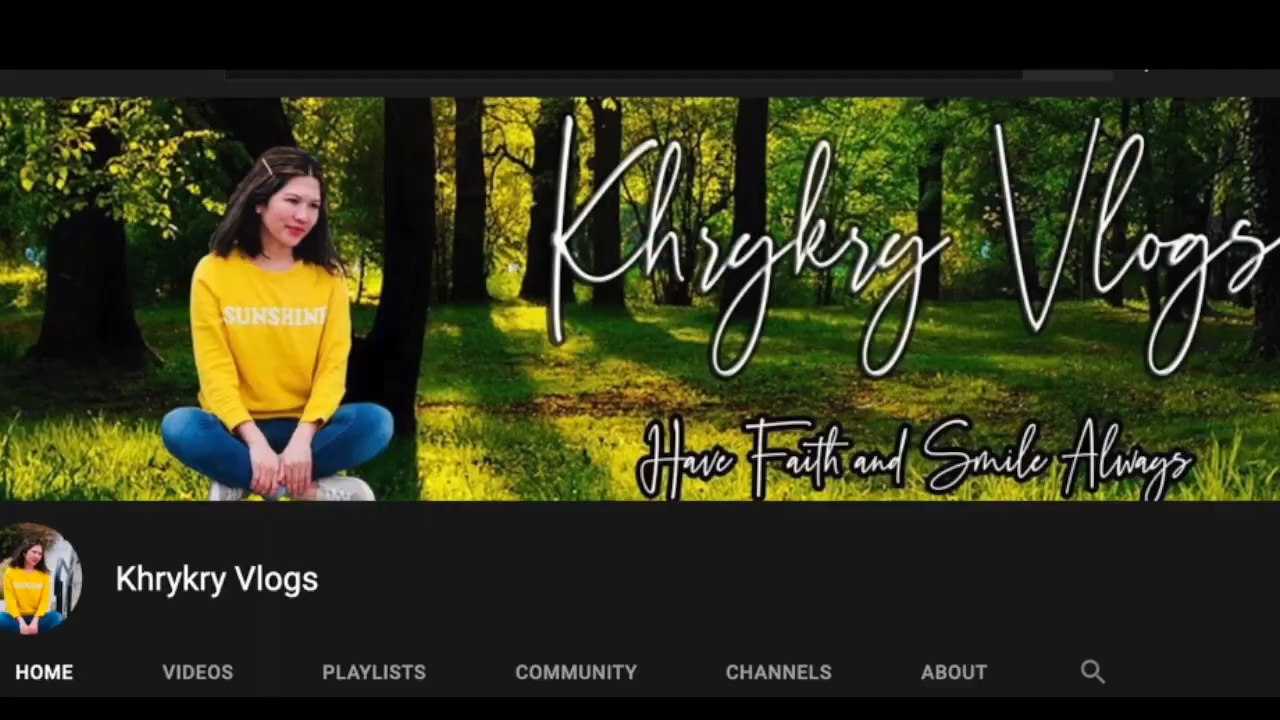 Khrykry Vlogs
SUNSHINE
Have Faith and Smile Always
Khrykry Vlogs
HOME VIDEOS PLAYLISTS COMMUNITY CHANNELS ABOUT